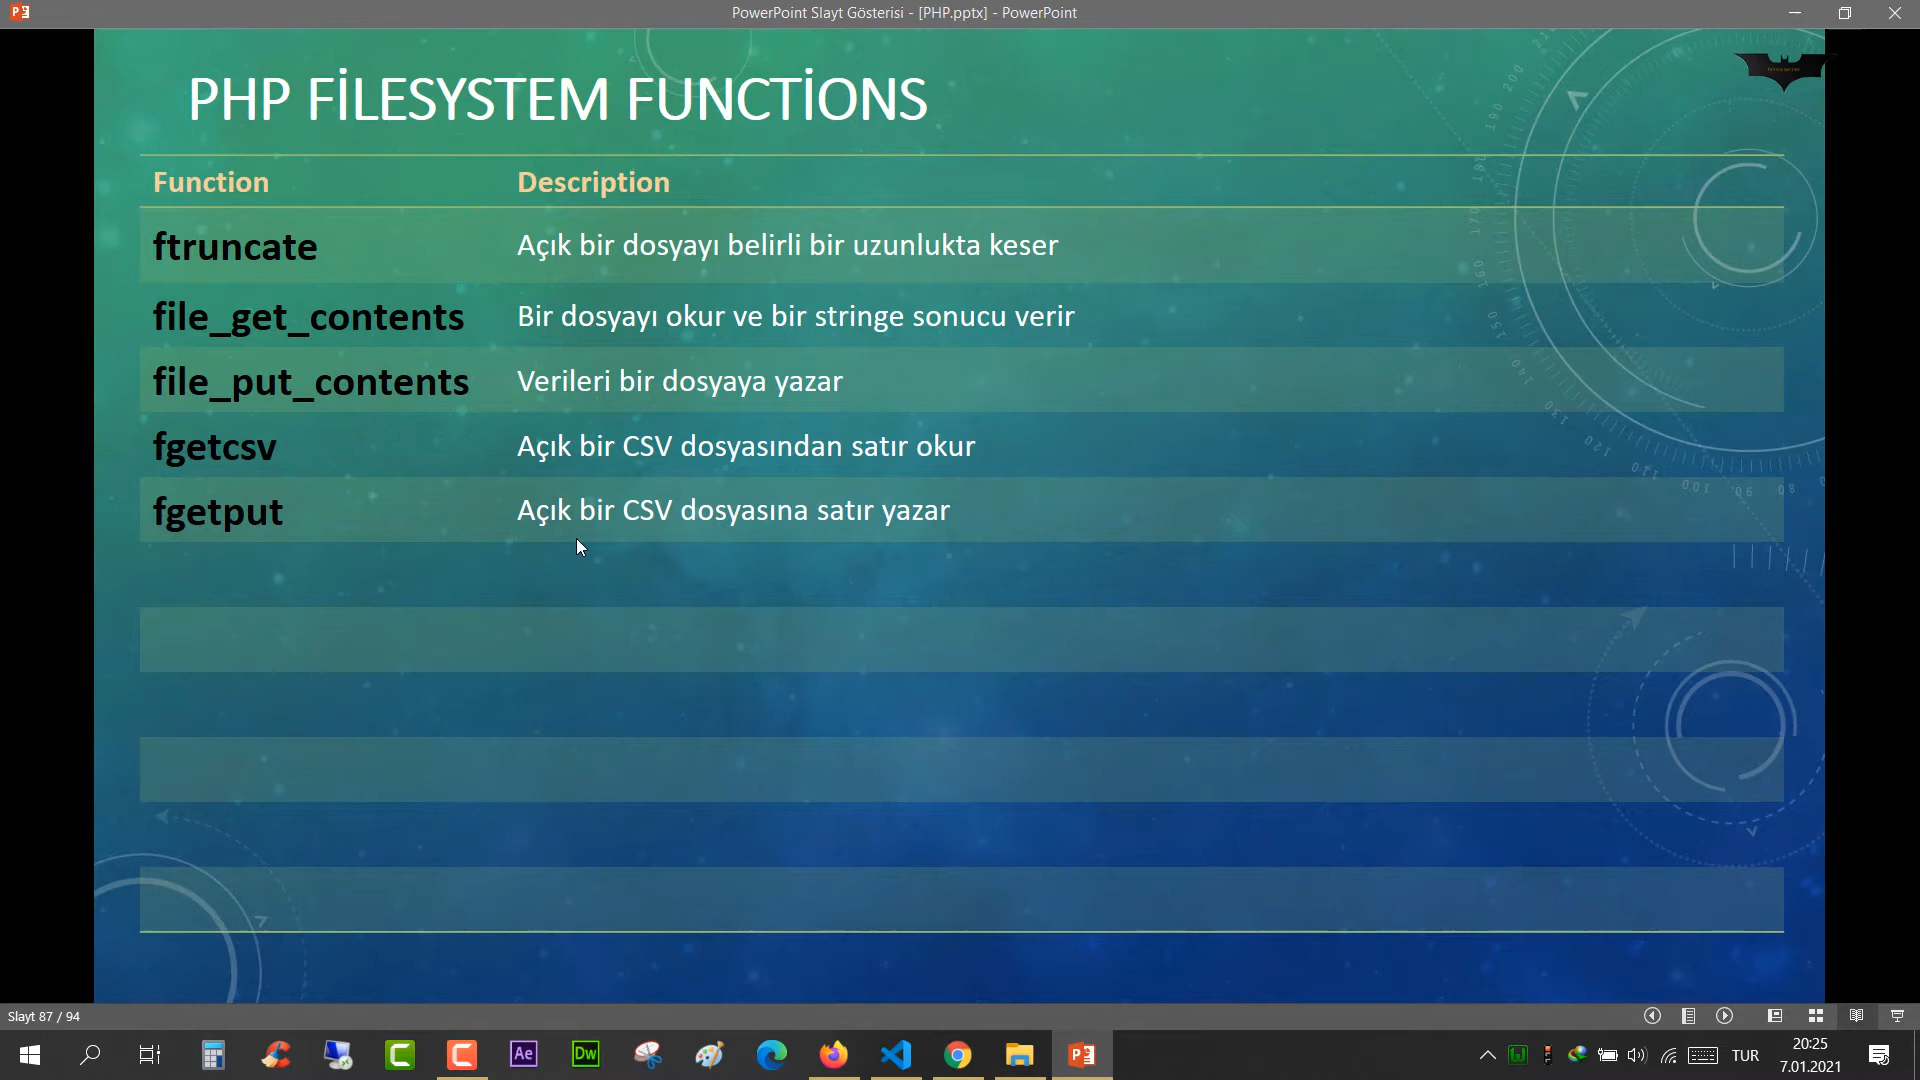 PowerPoint Slayt Gösterisi - [PHP.pptx] - PowerPoint
PHP FİLESYSTEM FUNCTİONS
Function Description
ftruncate Açık bir dosyayı belirli bir uzunlukta keser
file_get_contents Bir dosyayı okur ve bir stringe sonucu verir
file_put_contents Verileri bir dosyaya yazar
fgetcsv Açık bir CSV dosyasından satır okur
fgetput Açık bir CSV dosyasına satır yazar
Slayt 87 / 94
TUR
20:25
7.01.2021